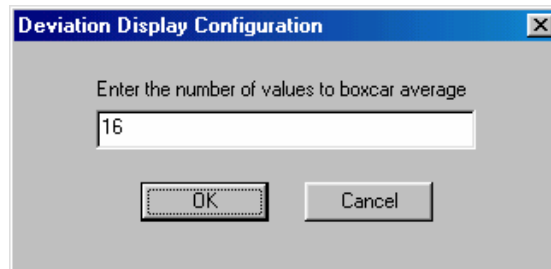 Deviation Display Configuration
Enter the number of values to boxcar average
16
OK Cancel